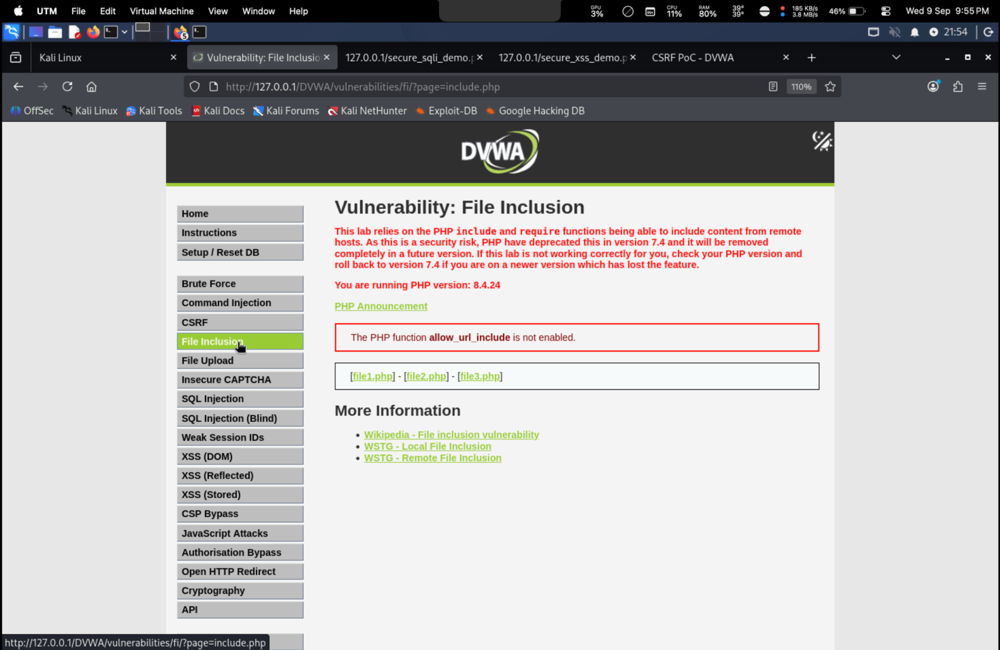 UTM File Edit Virtual Machine View Window Help GPU 3% CPU 11% RAM 80% 39° 39° 185 KB/s 3.8 MB/s 46% Wed 9 Sep 9:55 PM
5 21:54
Kali Linux Vulnerability: File Inclusio 127.0.0.1/secure_sqli_demo.p 127.0.0.1/secure_xss_demo.p CSRF PoC - DVWA
http://127.0.0.1/DVWA/vulnerabilities/fi/?page=include.php 110%
OffSec Kali Linux Kali Tools Kali Docs Kali Forums Kali NetHunter Exploit-DB Google Hacking DB
DVWA
Home
Instructions
Setup / Reset DB
Brute Force
Command Injection
CSRF
File Inclusion
File Upload
Insecure CAPTCHA
SQL Injection
SQL Injection (Blind)
Weak Session IDs
XSS (DOM)
XSS (Reflected)
XSS (Stored)
CSP Bypass
JavaScript Attacks
Authorisation Bypass
Open HTTP Redirect
Cryptography
API
Vulnerability: File Inclusion
This lab relies on the PHP include and require functions being able to include content from remote
hosts. As this is a security risk, PHP have deprecated this in version 7.4 and it will be removed
completely in a future version. If this lab is not working correctly for you, check your PHP version and
roll back to version 7.4 if you are on a newer version which has lost the feature.
You are running PHP version: 8.4.24
PHP Announcement
The PHP function allow_url_include is not enabled.
[file1.php] - [file2.php] - [file3.php]
More Information
• Wikipedia - File inclusion vulnerability
• WSTG - Local File Inclusion
• WSTG - Remote File Inclusion
http://127.0.0.1/DVWA/vulnerabilities/fi/?page=include.php